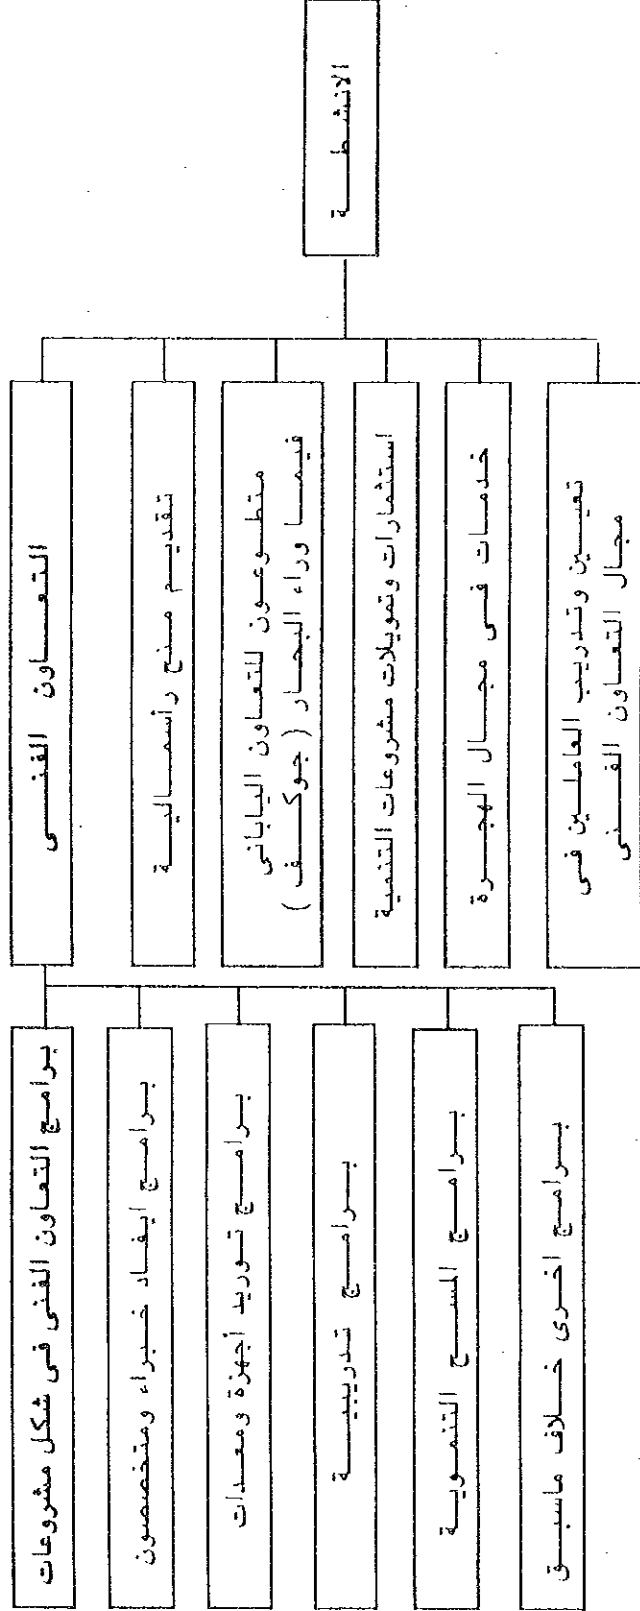 الانشطة
التعاون الفنى
تقديم منح رأسمالية
متطوعون للتعاون اليابانى
فيما وراء البحار ( جوكف )
استثمارات وتمويلات مشروعات التنمية
خدمات فى مجال الهجرة
تعيين وتدريب العاملين فى
مجال التعاون الفنى
برامج التعاون الفنى فى شكل مشروعات
برامج ايفاد خبراء ومتخصصون
برامج توريد اجهزة ومعدات
برامج تدريبية
برامج المسح التنموية
برامج اخرى خلاف ماسبق